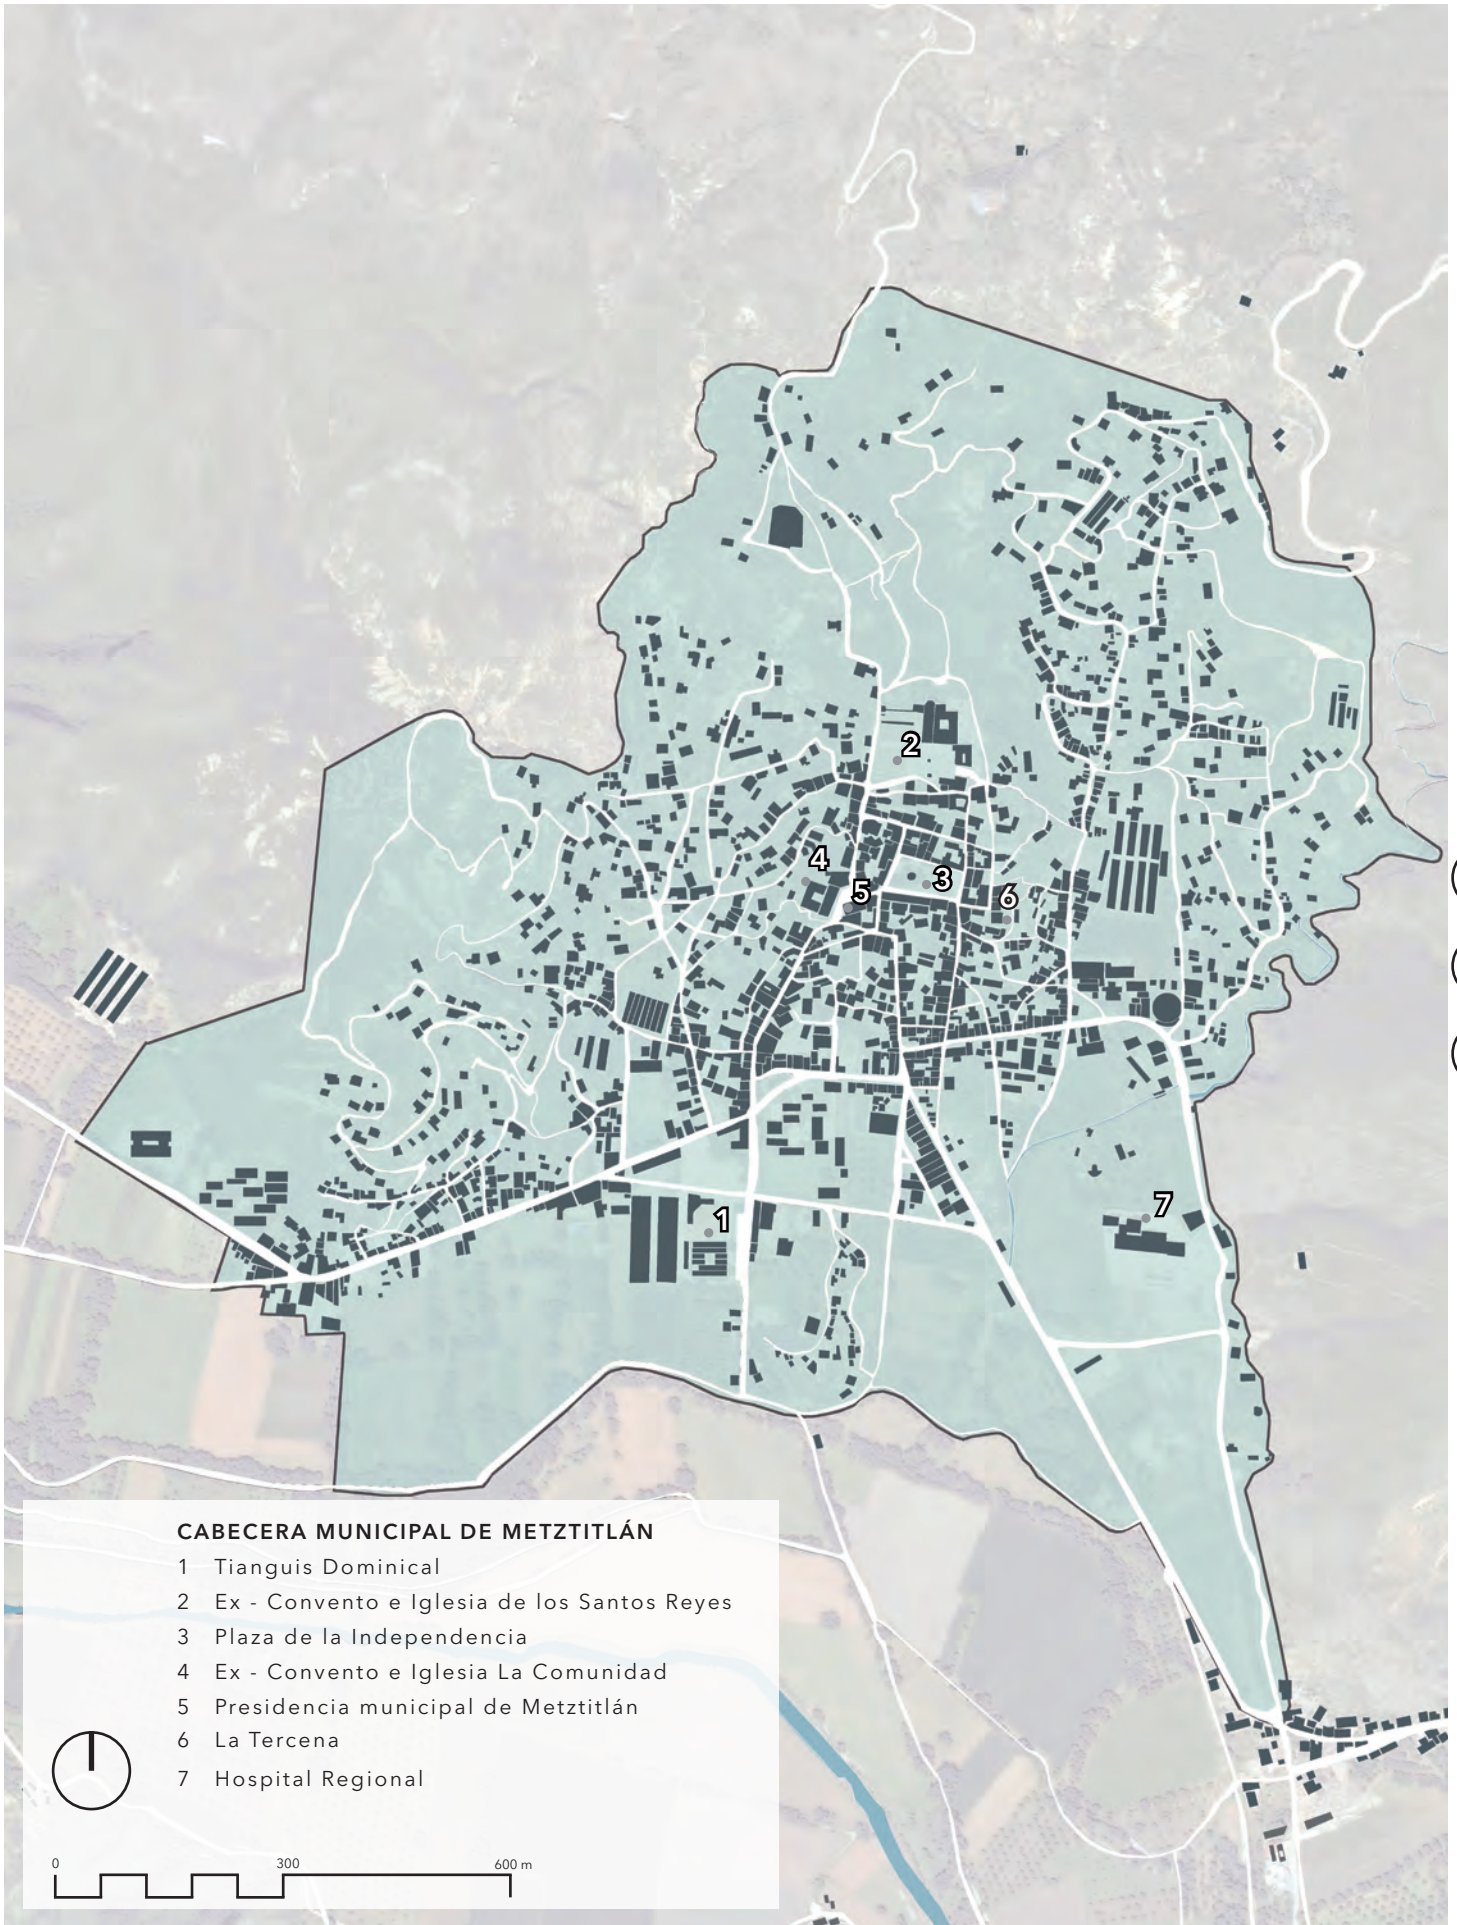 2
4
3
5
6
7
1
CABECERA MUNICIPAL DE METZTITLÁN
1 Tianguis Dominical
2 Ex - Convento e Iglesia de los Santos Reyes
3 Plaza de la Independencia
4 Ex - Convento e Iglesia La Comunidad
5 Presidencia municipal de Metztitlán
6 La Tercena
7 Hospital Regional
0 300 600 m